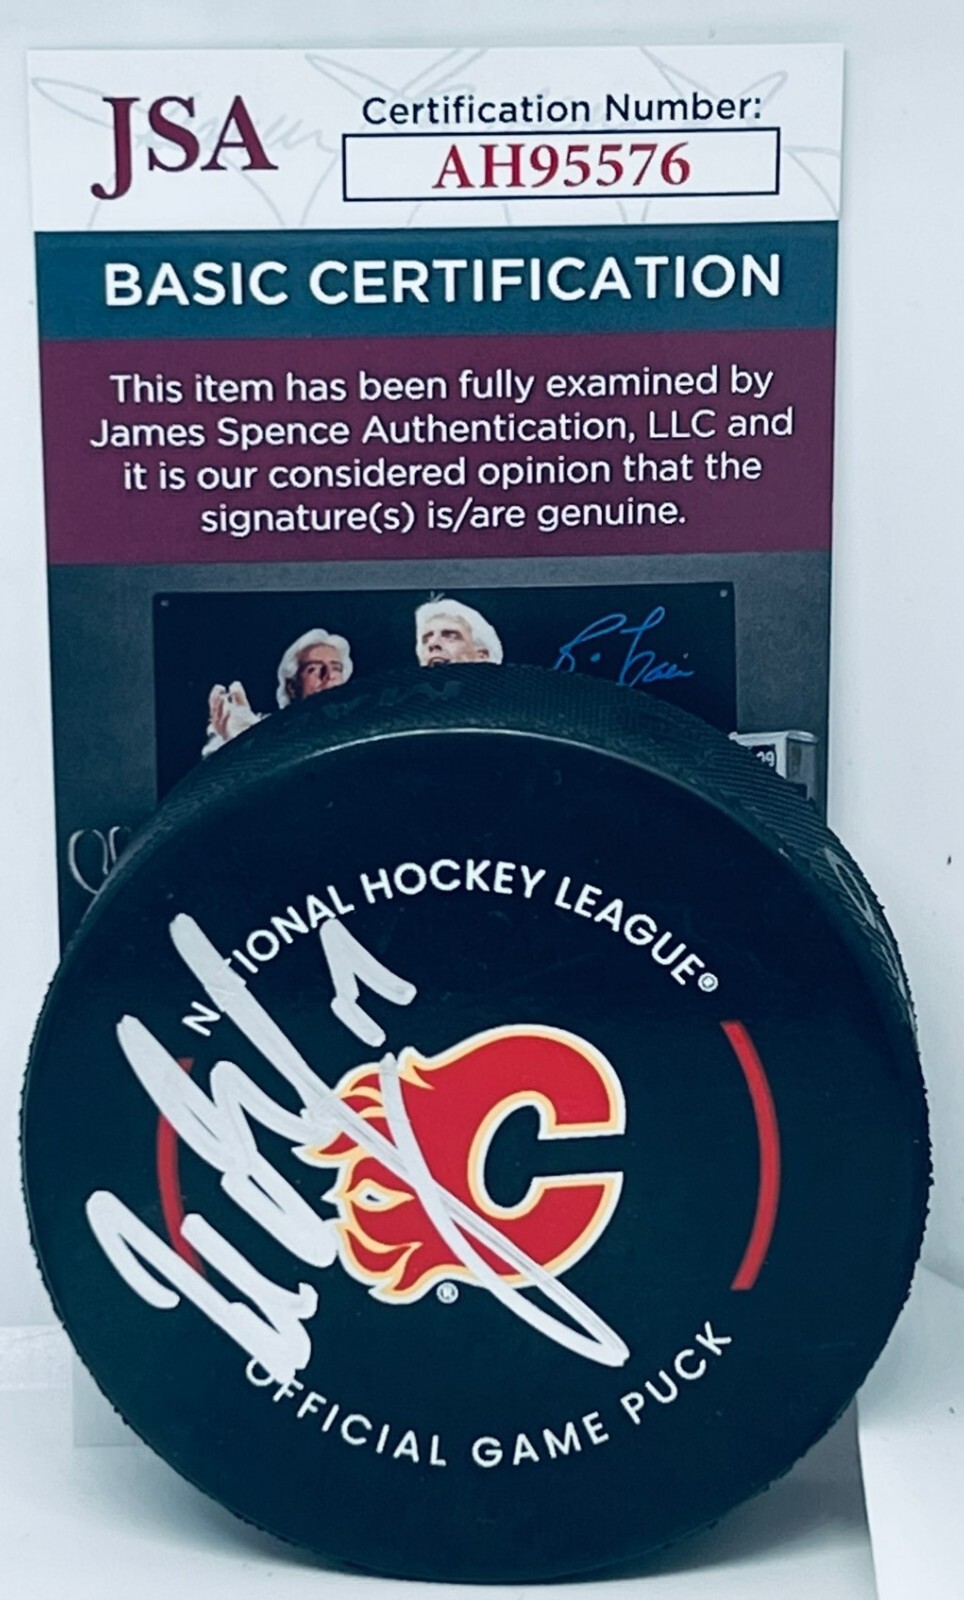 JSA
Certification Number:
AH95576
BASIC CERTIFICATION
This item has been fully examined by
James Spence Authentication, LLC and
it is our considered opinion that the
signature(s) is/are genuine.
NATIONAL HOCKEY LEAGUE®
C
®
OFFICIAL GAME PUCK